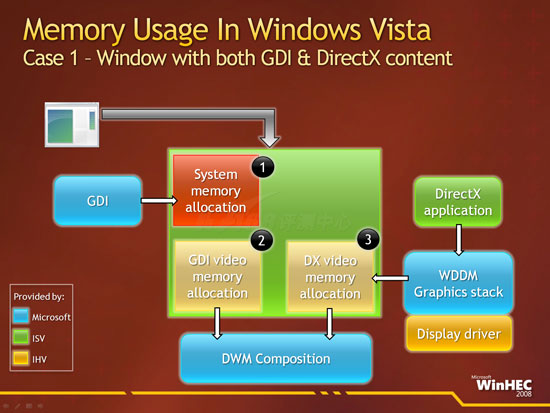 Memory Usage In Windows Vista
Case 1 – Window with both GDI & DirectX content
1
System
memory
allocation
GDI
DirectX
application
2
3
GDI video
memory
allocation
DX video
memory
allocation
WDDM
Graphics stack
Display driver
DWM Composition
Provided by:
Microsoft
ISV
IHV
Microsoft
WinHEC
2008